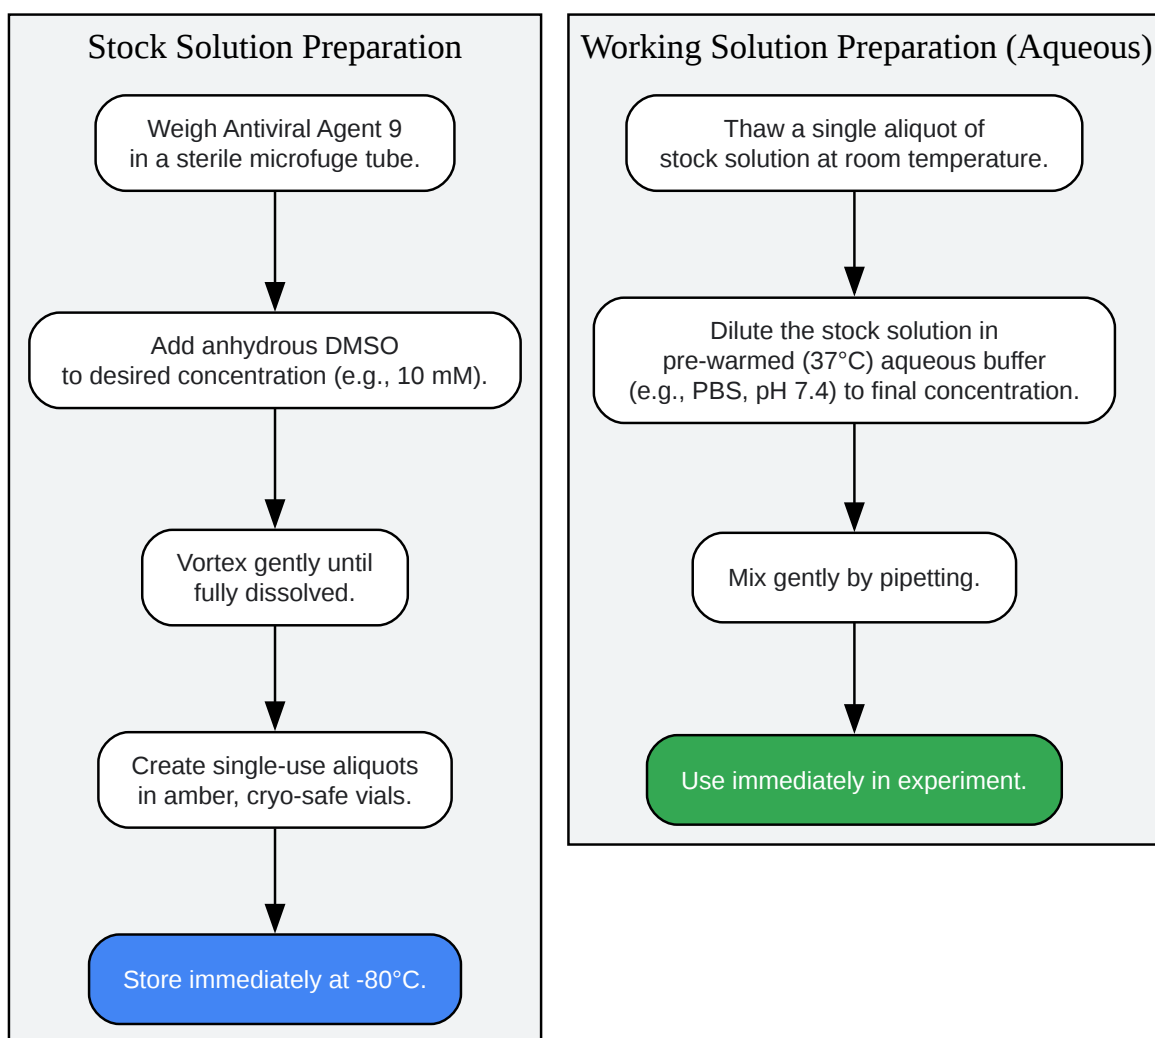 Stock Solution Preparation
Weigh Antiviral Agent 9
in a sterile microfuge tube.
Add anhydrous DMSO
to desired concentration (e.g., 10 mM).
Vortex gently until
fully dissolved.
Create single-use aliquots
in amber, cryo-safe vials.
Store immediately at -80°C.
Working Solution Preparation (Aqueous)
Thaw a single aliquot of
stock solution at room temperature.
Dilute the stock solution in
pre-warmed (37°C) aqueous buffer
(e.g., PBS, pH 7.4) to final concentration.
Mix gently by pipetting.
Use immediately in experiment.